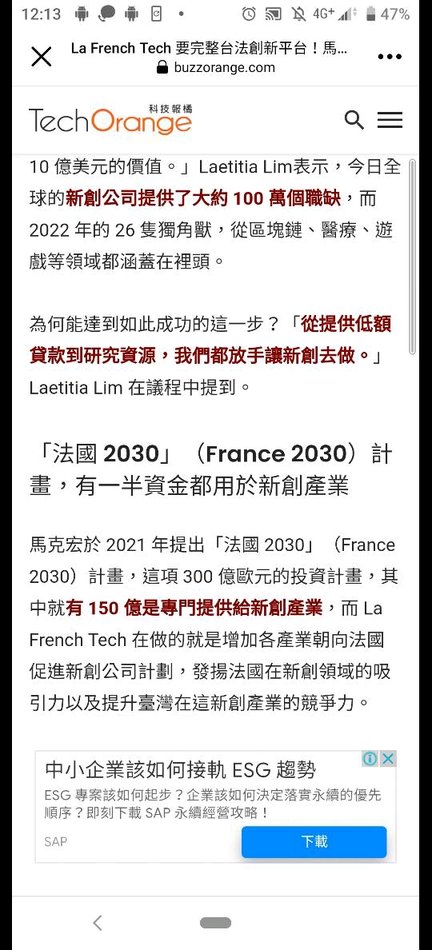 12:13
4G+
47%
La French Tech 要完整台法創新平台！馬...
buzzorange.com
科技報橘
TechOrange
10 億美元的價值。」Laetitia Lim表示，今日全
球的新創公司提供了大約 100 萬個職缺，而
2022 年的 26 隻獨角獸，從區塊鏈、醫療、遊
戲等領域都涵蓋在裡頭。
為何能達到如此成功的這一步？「從提供低額
貸款到研究資源，我們都放手讓新創去做。」
Laetitia Lim 在議程中提到。
「法國 2030」（France 2030）計
畫，有一半資金都用於新創產業
馬克宏於 2021 年提出「法國 2030」（France
2030）計畫，這項 300 億歐元的投資計畫，其
中就有 150 億是專門提供給新創產業，而 La
French Tech 在做的就是增加各產業朝向法國
促進新創公司計劃，發揚法國在新創領域的吸
引力以及提升臺灣在這新創產業的競爭力。
中小企業該如何接軌 ESG 趨勢
ESG 專案該如何起步？企業該如何決定落實永續的優先
順序？即刻下載 SAP 永續經營攻略！
SAP
下載